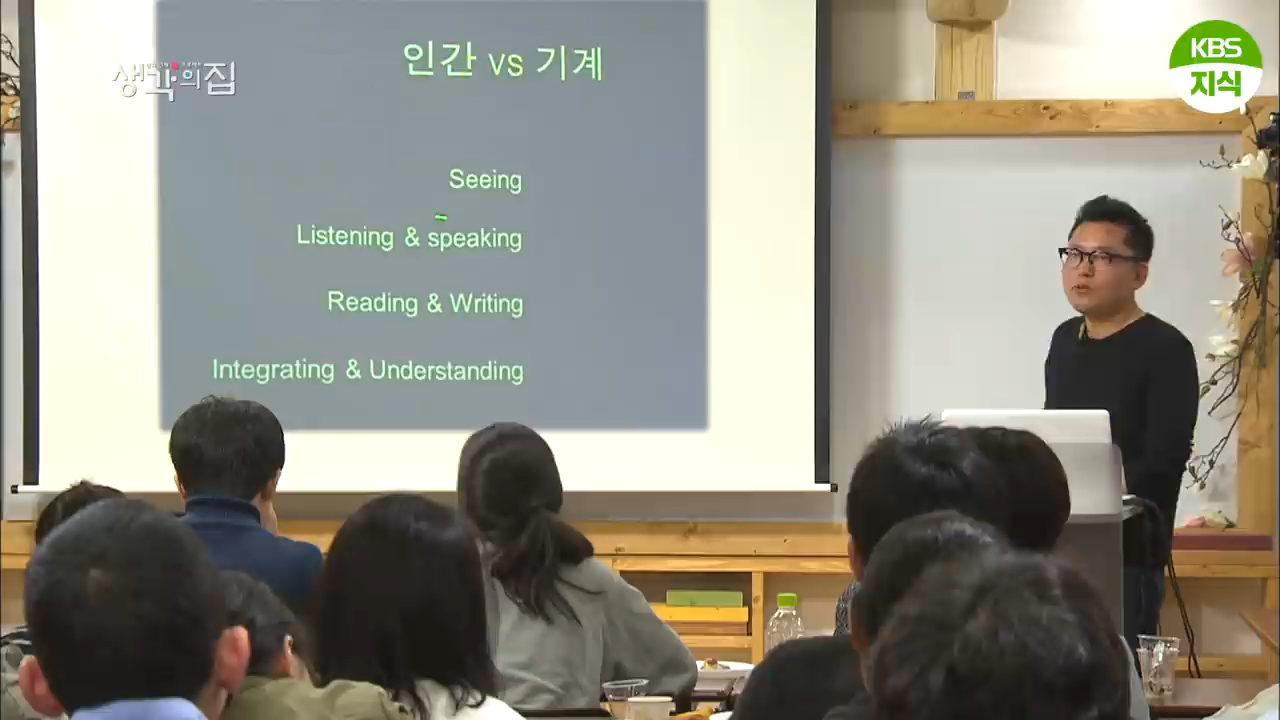 생각의집
KBS
지식
인간 vs 기계
Seeing
Listening & speaking
Reading & Writing
Integrating & Understanding